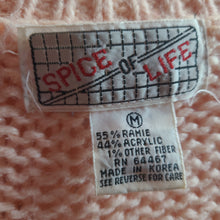 SPICE OF LIFE
M
55% RAMIE
44% ACRYLIC
1% OTHER FIBER
RN 64467
MADE IN KOREA
SEE REVERSE FOR CARE